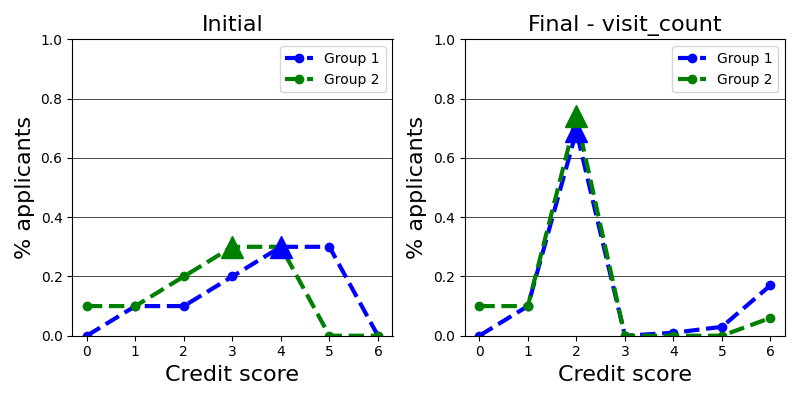 Initial
% applicants
1.0
0.8
0.6
0.4
0.2
0.0
Group 1
Group 2
0 1 2 3 4 5 6
Credit score
Final - visit_count
% applicants
1.0
0.8
0.6
0.4
0.2
0.0
Group 1
Group 2
0 1 2 3 4 5 6
Credit score